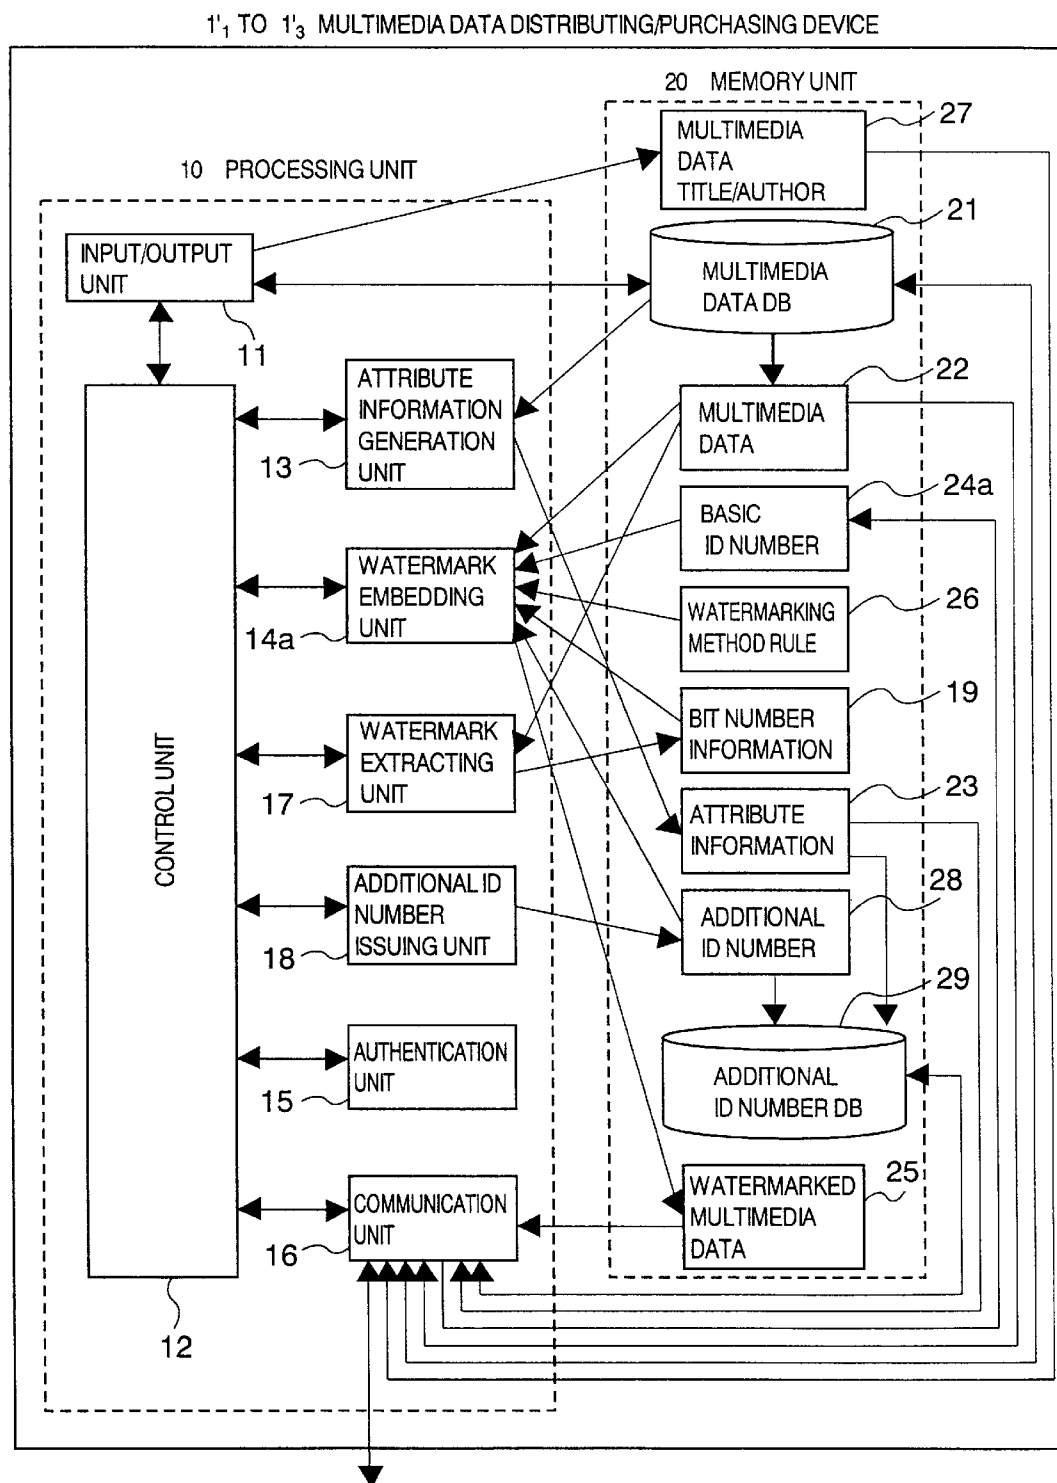 1'1 TO 1'3 MULTIMEDIA DATA DISTRIBUTING/PURCHASING DEVICE
20 MEMORY UNIT
27
MULTIMEDIA
DATA
TITLE/AUTHOR
10 PROCESSING UNIT
21
INPUT/OUTPUT
UNIT
MULTIMEDIA
DATA DB
11
ATTRIBUTE
INFORMATION
GENERATION
UNIT
13
22
MULTIMEDIA
DATA
24a
BASIC
ID NUMBER
WATERMARK
EMBEDDING
UNIT
14a
26
WATERMARKING
METHOD RULE
19
BIT NUMBER
INFORMATION
WATERMARK
EXTRACTING
UNIT
17
CONTROL UNIT
23
ATTRIBUTE
INFORMATION
ADDITIONAL ID
NUMBER
ISSUING UNIT
18
28
ADDITIONAL
ID NUMBER
29
AUTHENTICATION
UNIT
15
ADDITIONAL
ID NUMBER DB
COMMUNICATION
UNIT
16
25
WATERMARKED
MULTIMEDIA
DATA
12